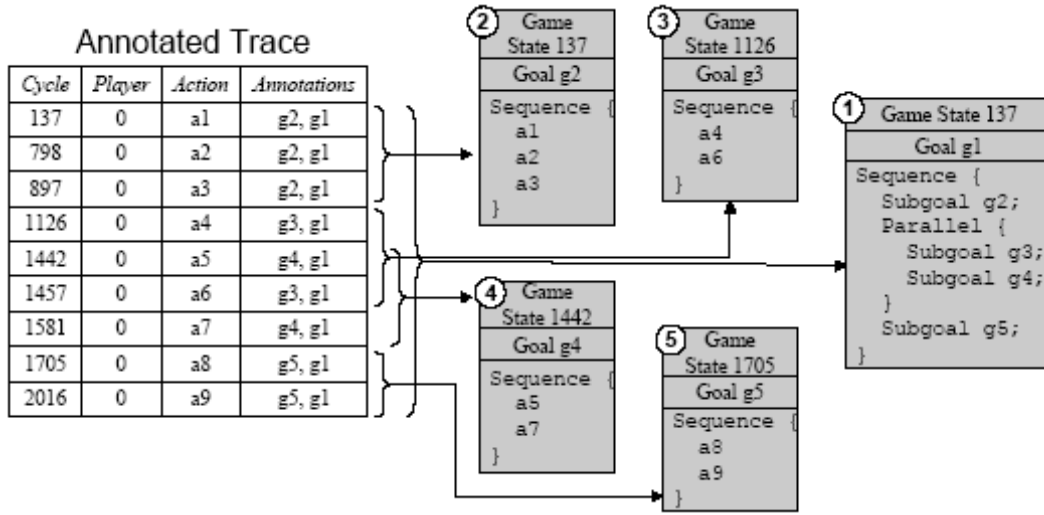 Annotated Trace
Cycle Player Action Annotations
137 0 a1 g2, g1
798 0 a2 g2, g1
897 0 a3 g2, g1
1126 0 a4 g3, g1
1442 0 a5 g4, g1
1457 0 a6 g3, g1
1581 0 a7 g4, g1
1705 0 a8 g5, g1
2016 0 a9 g5, g1
2
Game
State 137
Goal g2
Sequence {
a1
a2
a3
}
3
Game
State 1126
Goal g3
Sequence {
a4
a6
}
1
Game State 137
Goal g1
Sequence {
Subgoal g2;
Parallel {
Subgoal g3;
Subgoal g4;
}
Subgoal g5;
}
4
Game
State 1442
Goal g4
Sequence {
a5
a7
}
5
Game
State 1705
Goal g5
Sequence {
a8
a9
}